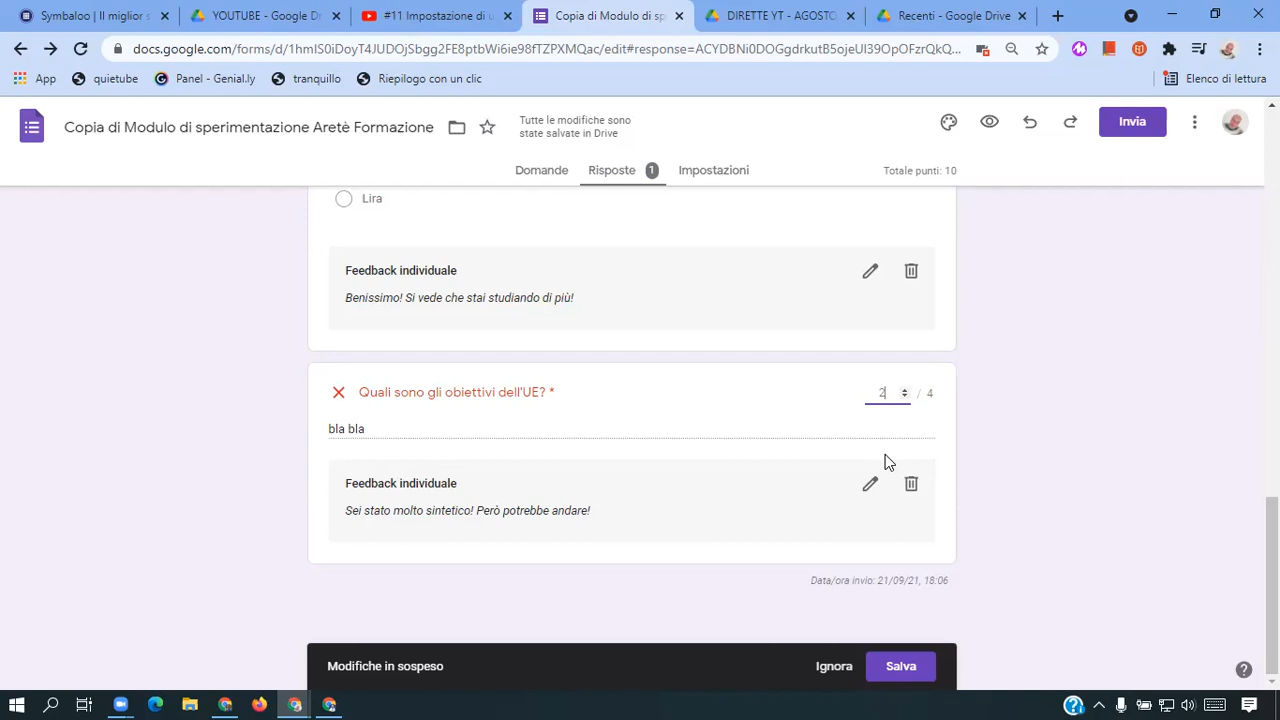 Symbaloo | Il miglior s
YOUTUBE - Google D
#11 Impostazione di u
Copia di Modulo di sp
DIRETTE YT - AGOSTO
Recenti - Google Drive
docs.google.com/forms/d/1hmIS0iDoyT4JUDOjSbgg2FE8ptbWi6ie98fTZPXMQac/edit#response=ACYDBNi0DOGgdrkutB5ojeUl39OpOFzrQkQ...
App
quietube
Panel - Genial.ly
tranquillo
Riepilogo con un clic
Elenco di lettura
Copia di Modulo di sperimentazione Aretè Formazione
Tutte le modifiche sono
state salvate in Drive
Invia
Domande
Risposte 1
Impostazioni
Totale punti: 10
Lira
Feedback individuale
Benissimo! Si vede che stai studiando di più!
Quali sono gli obiettivi dell'UE? *
2 / 4
bla bla
Feedback individuale
Sei stato molto sintetico! Però potrebbe andare!
Data/ora invio: 21/09/21, 18:06
Modifiche in sospeso
Ignora
Salva